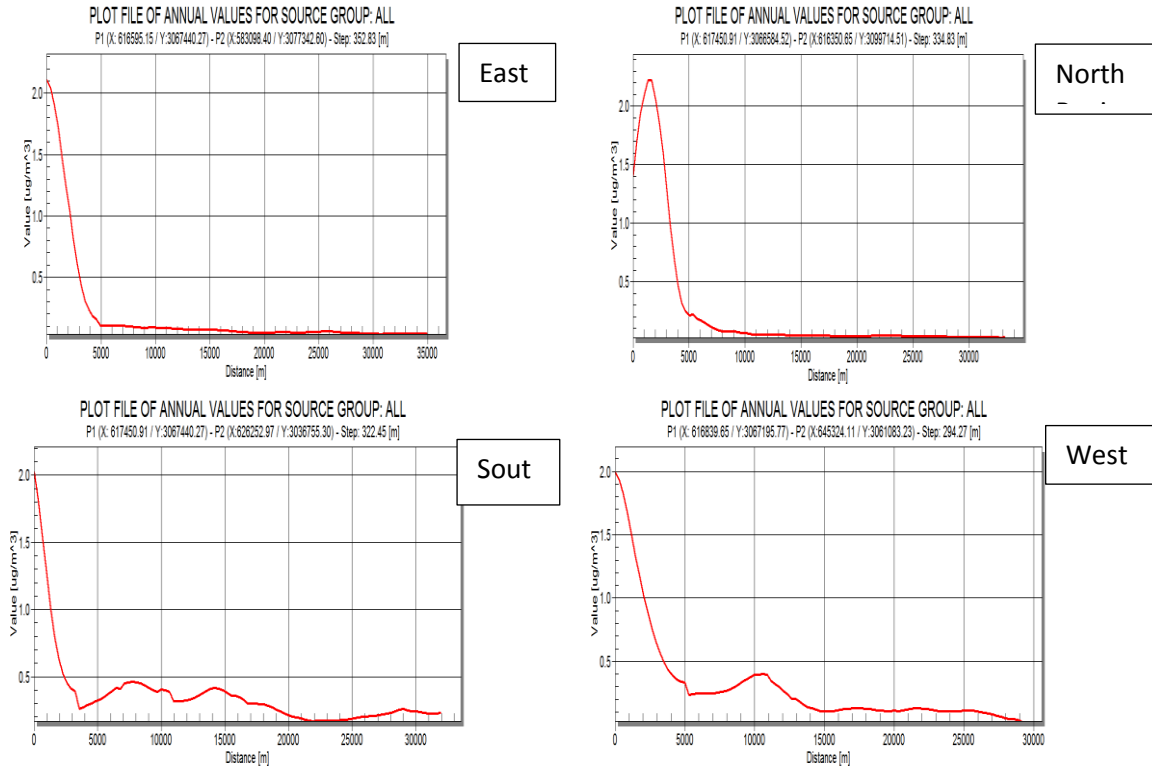 PLOT FILE OF ANNUAL VALUES FOR SOURCE GROUP: ALL
P1 (X: 616595.15 / Y:3067440.27) - P2 (X:583098.40 / Y:3077342.60) - Step: 352.83 [m]
East
Value [ug/m^3]
2.0
1.5
1.0
0.5
0 5000 10000 15000 20000 25000 30000 35000
Distance [m]
PLOT FILE OF ANNUAL VALUES FOR SOURCE GROUP: ALL
P1 (X: 617450.91 / Y:3066584.52) - P2 (X:616350.65 / Y:3099714.51) - Step: 334.83 [m]
North
Value [ug/m^3]
2.0
1.5
1.0
0.5
0 5000 10000 15000 20000 25000 30000
Distance [m]
PLOT FILE OF ANNUAL VALUES FOR SOURCE GROUP: ALL
P1 (X: 617450.91 / Y:3067440.27) - P2 (X:626252.97 / Y:3036755.30) - Step: 322.45 [m]
Sout
Value [ug/m^3]
2.0
1.5
1.0
0.5
0 5000 10000 15000 20000 25000 30000
Distance [m]
PLOT FILE OF ANNUAL VALUES FOR SOURCE GROUP: ALL
P1 (X: 616839.65 / Y:3067195.77) - P2 (X:645324.11 / Y:3061083.23) - Step: 294.27 [m]
West
Value [ug/m^3]
2.0
1.5
1.0
0.5
0 5000 10000 15000 20000 25000 30000
Distance [m]